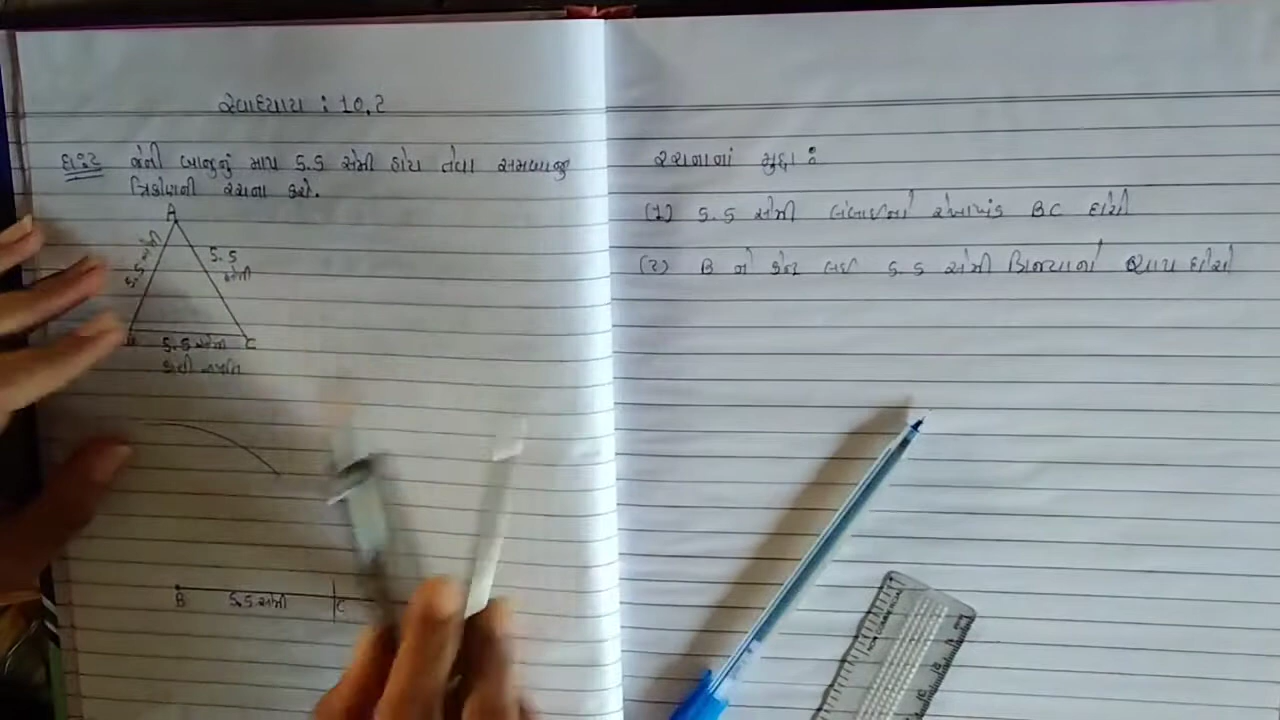 સ્વાધ્યાય : 10.2
દા:2 જેની બાજુનું માપ 5.5 સેમી હોય તેવા સમબાજુ
ત્રિકોણની રચના કરો.
A
5.5 સેમી
5.5
સેમી
B 5.5 સેમી C
કાચી આકૃતિ
B 5.5 સેમી C
રચનાનાં મુદ્દા :
(1) 5.5 સેમી લંબાઈનો રેખાખંડ BC દોરો
(2) B ને કેન્દ્ર લઈ 5.5 સેમી ત્રિજ્યાનો ચાપ દોરો